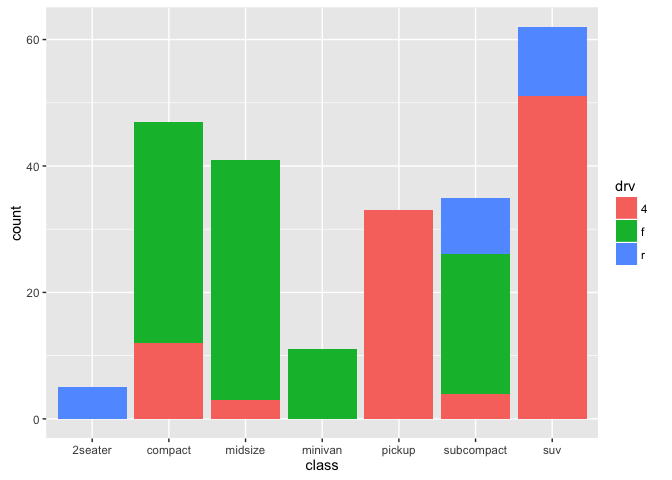 60
40
20
0
count
2seater compact midsize minivan pickup subcompact suv
class
drv
4
f
r